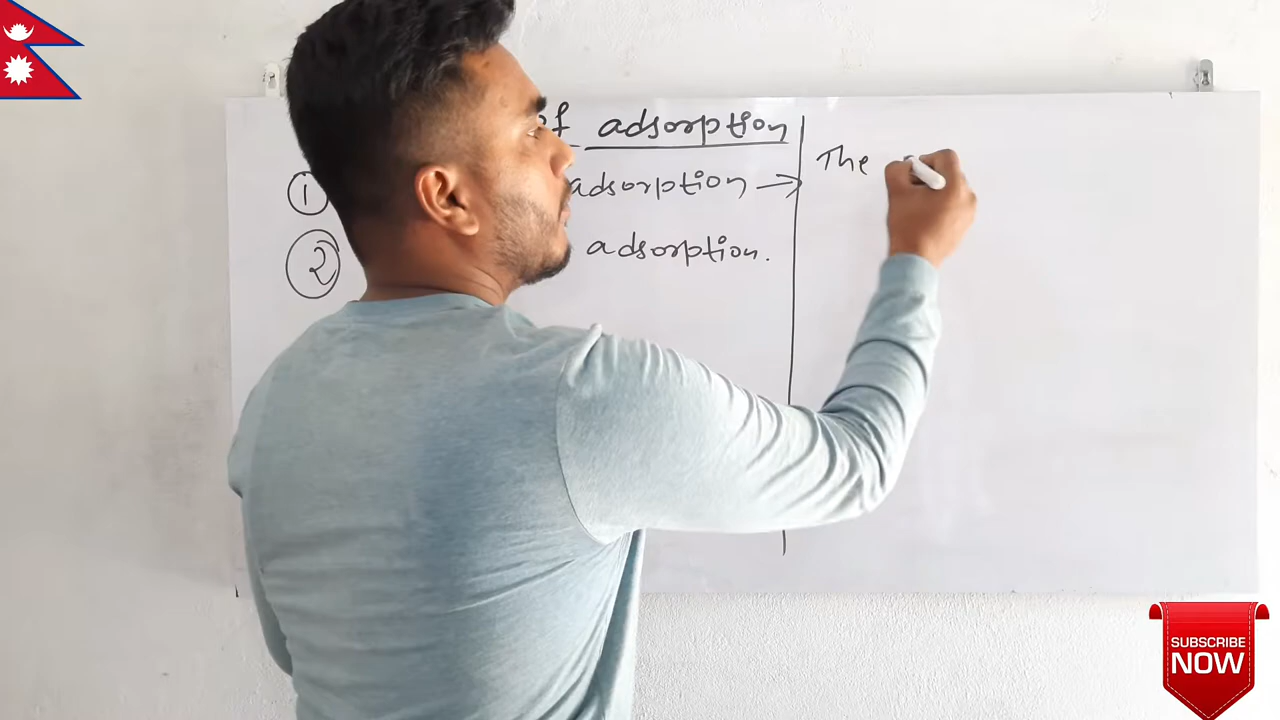 of adsorption
① adsorption →
② adsorption.
The
SUBSCRIBE
NOW